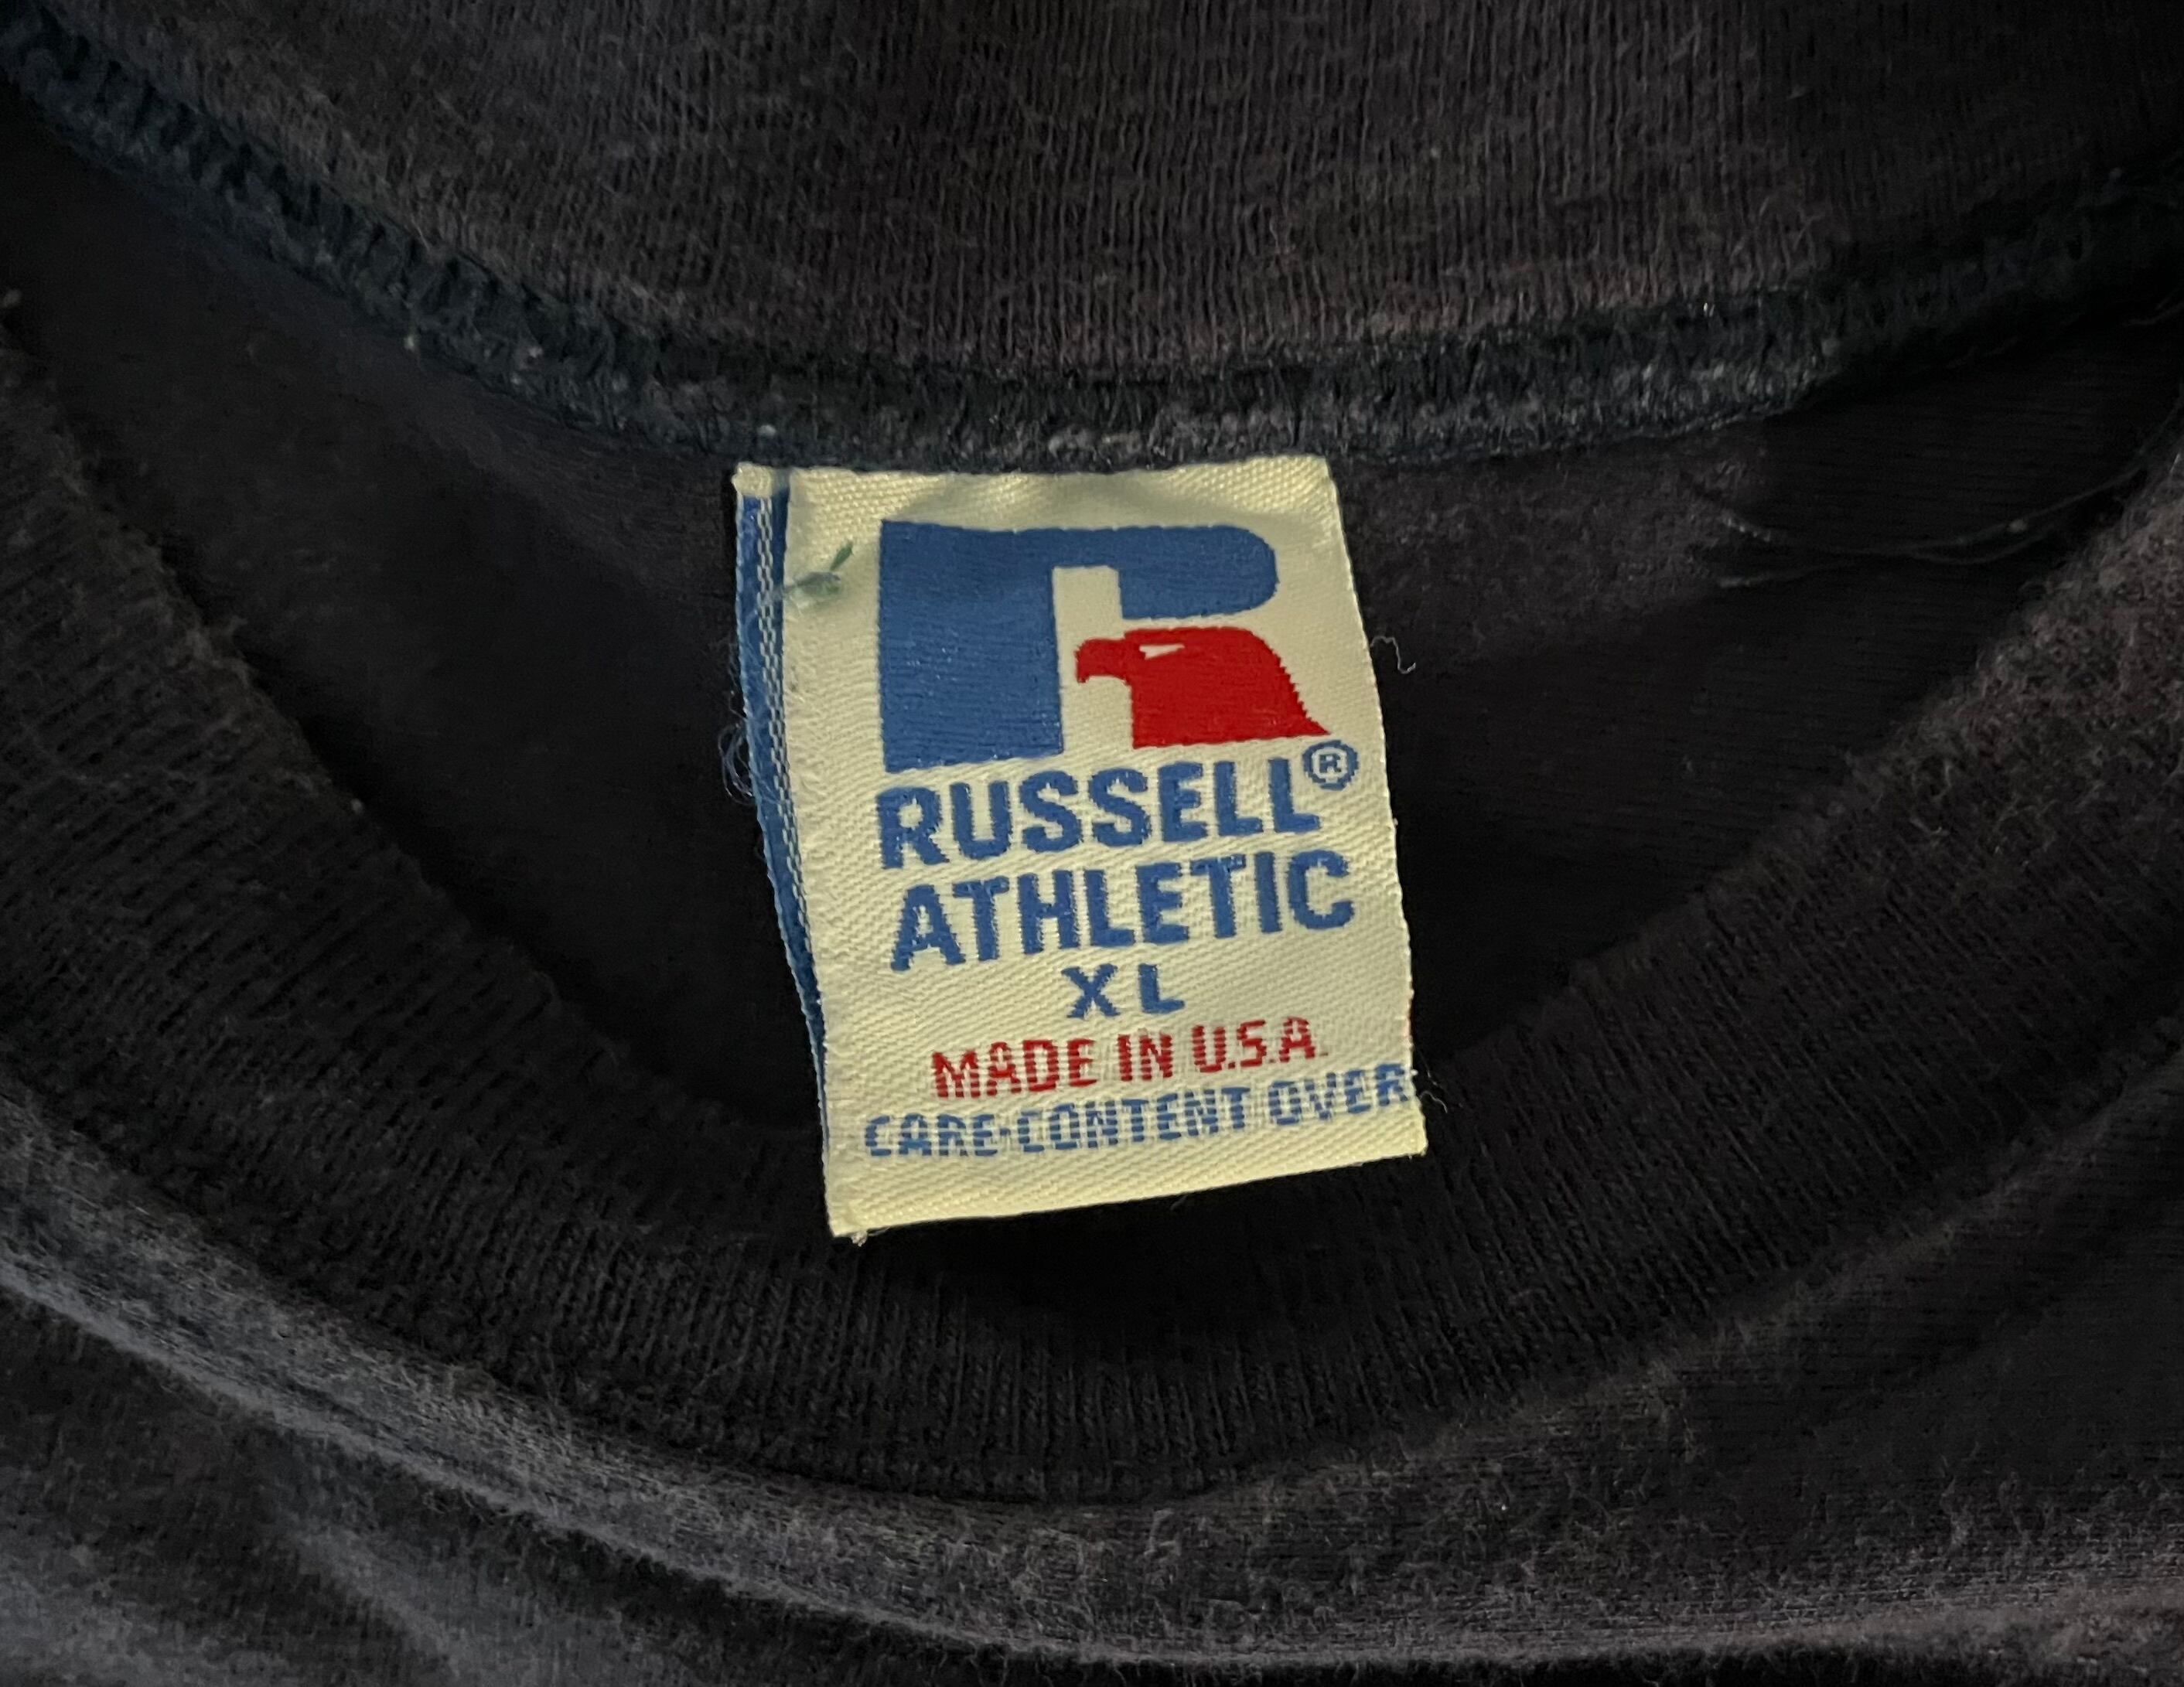 RUSSELL®
ATHLETIC
XL
MADE IN U.S.A.
CARE·CONTENT OVER